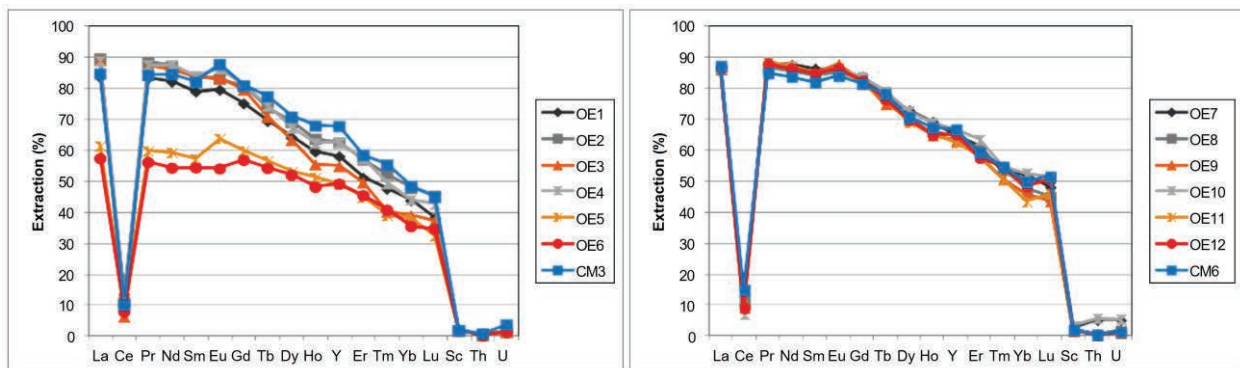 100
90
80
70
60
50
40
30
20
10
0
Extraction (%)
La Ce Pr Nd Sm Eu Gd Tb Dy Ho Y Er Tm Yb Lu Sc Th U
OE1
OE2
OE3
OE4
OE5
OE6
CM3
100
90
80
70
60
50
40
30
20
10
0
Extraction (%)
La Ce Pr Nd Sm Eu Gd Tb Dy Ho Y Er Tm Yb Lu Sc Th U
OE7
OE8
OE9
OE10
OE11
OE12
CM6